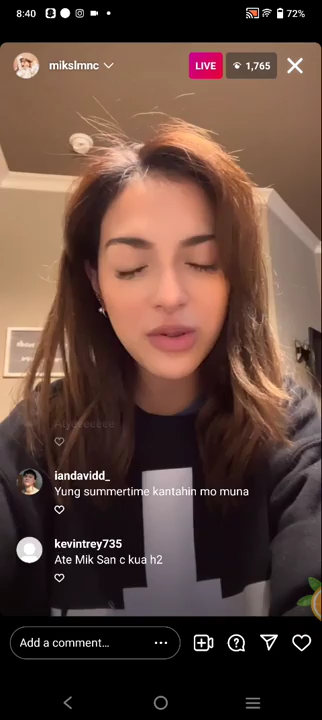 8:40
72%
mikslmnc
LIVE
1,765
iandavidd_
Yung summertime kantahin mo muna
kevintrey735
Ate Mik San c kua h2
Add a comment...